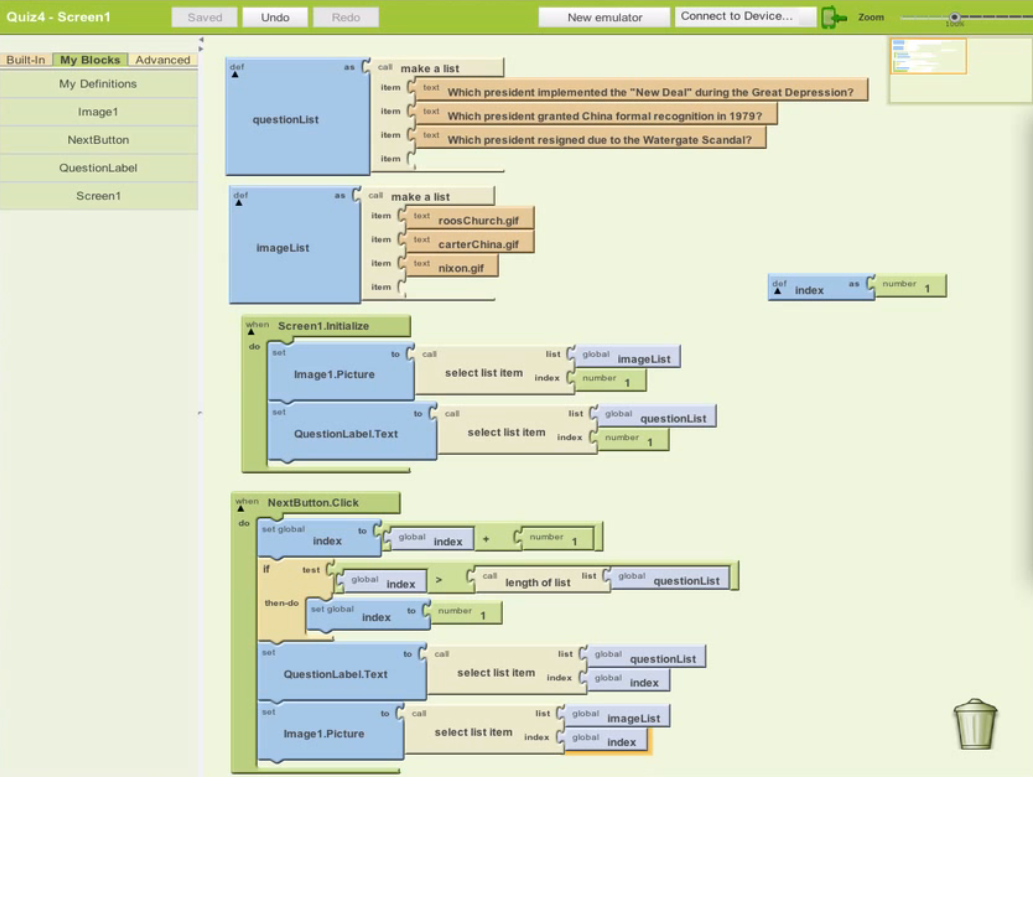 Quiz4 - Screen1 Saved Undo Redo New emulator Connect to Device... Zoom
100%
Built-In My Blocks Advanced
My Definitions
Image1
NextButton
QuestionLabel
Screen1
def questionList as call make a list
item text Which president implemented the "New Deal" during the Great Depression?
item text Which president granted China formal recognition in 1979?
item text Which president resigned due to the Watergate Scandal?
item
def imageList as call make a list
item text roosChurch.gif
item text carterChina.gif
item text nixon.gif
item
def index as number 1
when Screen1.Initialize
do
set Image1.Picture to call select list item list global imageList
index number 1
set QuestionLabel.Text to call select list item list global questionList
index number 1
when NextButton.Click
do
set global index to global index + number 1
if test global index > call length of list list global questionList
then-do set global index to number 1
set QuestionLabel.Text to call select list item list global questionList
index global index
set Image1.Picture to call select list item list global imageList
index global index